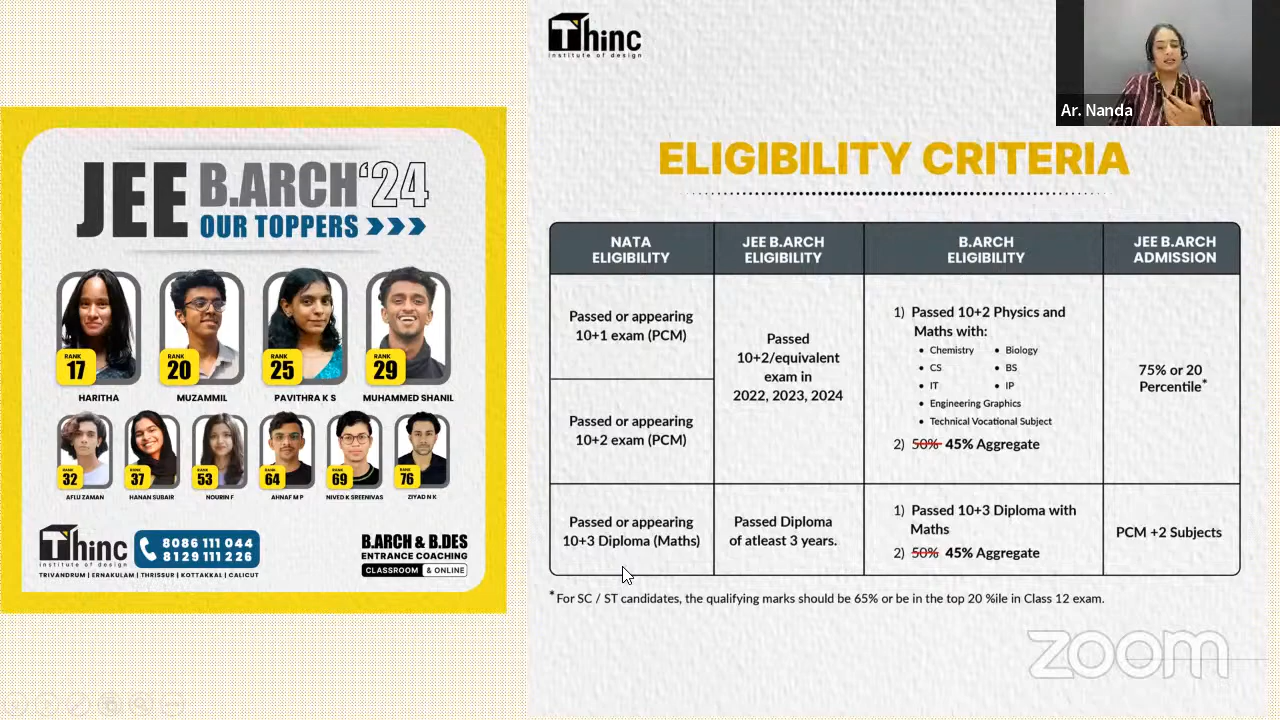 JEE B.ARCH '24
OUR TOPPERS
RANK 17
RANK 20
RANK 25
RANK 29
HARITHA
MUZAMMIL
PAVITHRA K S
MUHAMMED SHANIL
RANK 32
RANK 37
RANK 53
RANK 64
RANK 69
RANK 76
AFLU ZAMAN
HANAN SUBAIR
NOURIN F
AHNAF M P
NIVED K SREENIVAS
ZIYAD N K
Thinc
institute of design
8086 111 044
8129 111 226
TRIVANDRUM | ERNAKULAM | THRISSUR | KOTTAKKAL | CALICUT
B.ARCH & B.DES
ENTRANCE COACHING
CLASSROOM & ONLINE
Thinc
institute of design
Ar. Nanda
ELIGIBILITY CRITERIA
NATA
ELIGIBILITY
JEE B.ARCH
ELIGIBILITY
B.ARCH
ELIGIBILITY
JEE B.ARCH
ADMISSION
Passed or appearing
10+1 exam (PCM)
Passed or appearing
10+2 exam (PCM)
Passed
10+2/equivalent
exam in
2022, 2023, 2024
1) Passed 10+2 Physics and
Maths with:
• Chemistry • Biology
• CS • BS
• IT • IP
• Engineering Graphics
• Technical Vocational Subject
2) 50% 45% Aggregate
75% or 20
Percentile*
Passed or appearing
10+3 Diploma (Maths)
Passed Diploma
of atleast 3 years.
1) Passed 10+3 Diploma with
Maths
2) 50% 45% Aggregate
PCM +2 Subjects
*For SC / ST candidates, the qualifying marks should be 65% or be in the top 20 %ile in Class 12 exam.
zoom